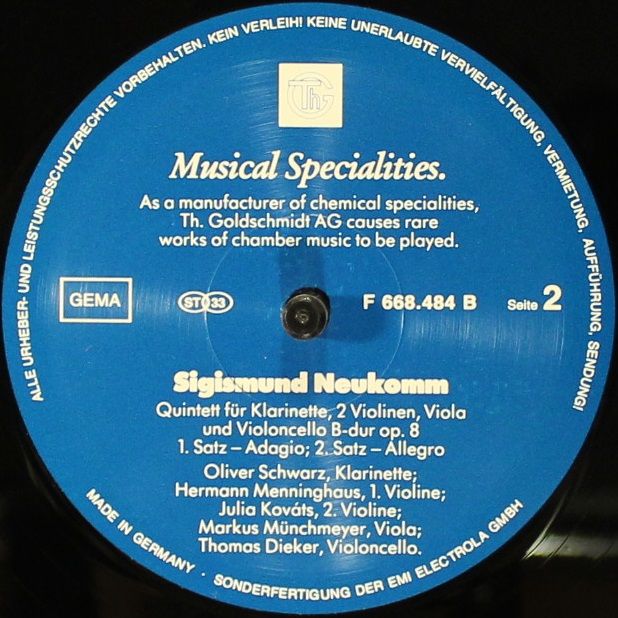 ALLE URHEBER- UND LEISTUNGSSCHUTZRECHTE VORBEHALTEN. KEIN VERLEIH! KEINE UNERLAUBTE VERVIELFÄLTIGUNG, VERMIETUNG, AUFFÜHRUNG, SENDUNG!
Th G
Musical Specialities.
As a manufacturer of chemical specialities,
Th. Goldschmidt AG causes rare
works of chamber music to be played.
GEMA ST 33 F 668.484 B Seite 2
Sigismund Neukomm
Quintett für Klarinette, 2 Violinen, Viola
und Violoncello B-dur op. 8
1. Satz – Adagio; 2. Satz – Allegro
Oliver Schwarz, Klarinette;
Hermann Menninghaus, 1. Violine;
Julia Kováts, 2. Violine;
Markus Münchmeyer, Viola;
Thomas Dieker, Violoncello.
MADE IN GERMANY · SONDERFERTIGUNG DER EMI ELECTROLA GMBH